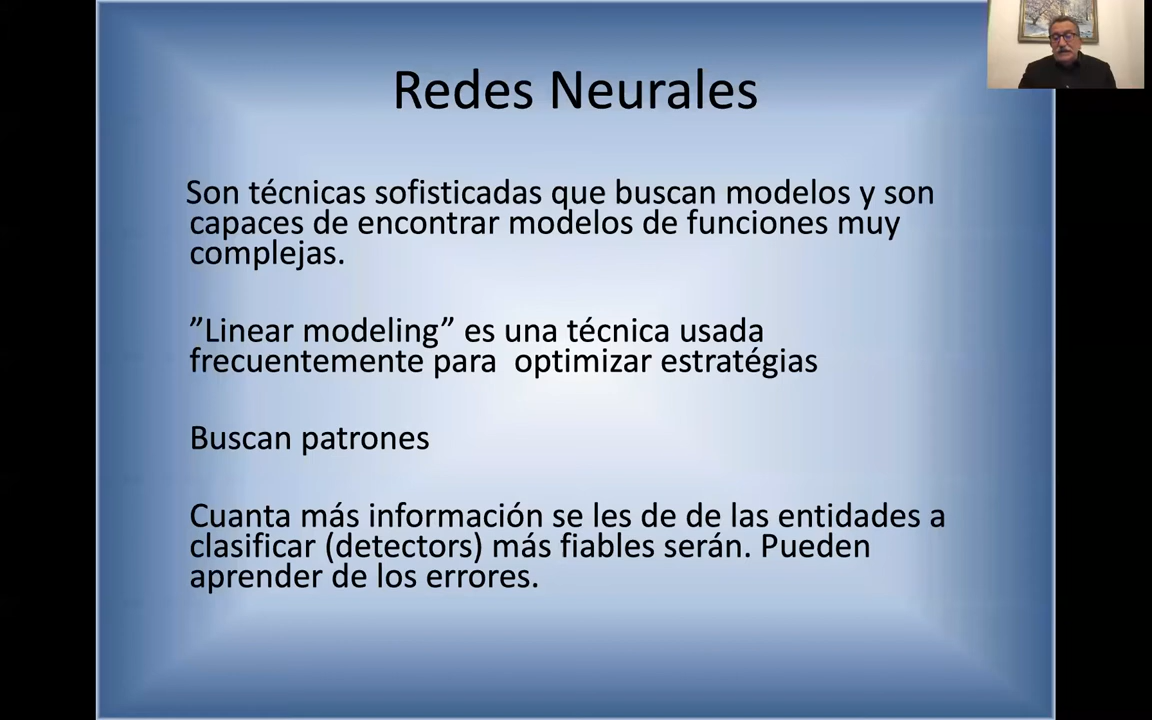 Redes Neurales
Son técnicas sofisticadas que buscan modelos y son
capaces de encontrar modelos de funciones muy
complejas.
”Linear modeling” es una técnica usada
frecuentemente para  optimizar estratégias
Buscan patrones
Cuanta más información se les de de las entidades a
clasificar (detectors) más fiables serán. Pueden
aprender de los errores.